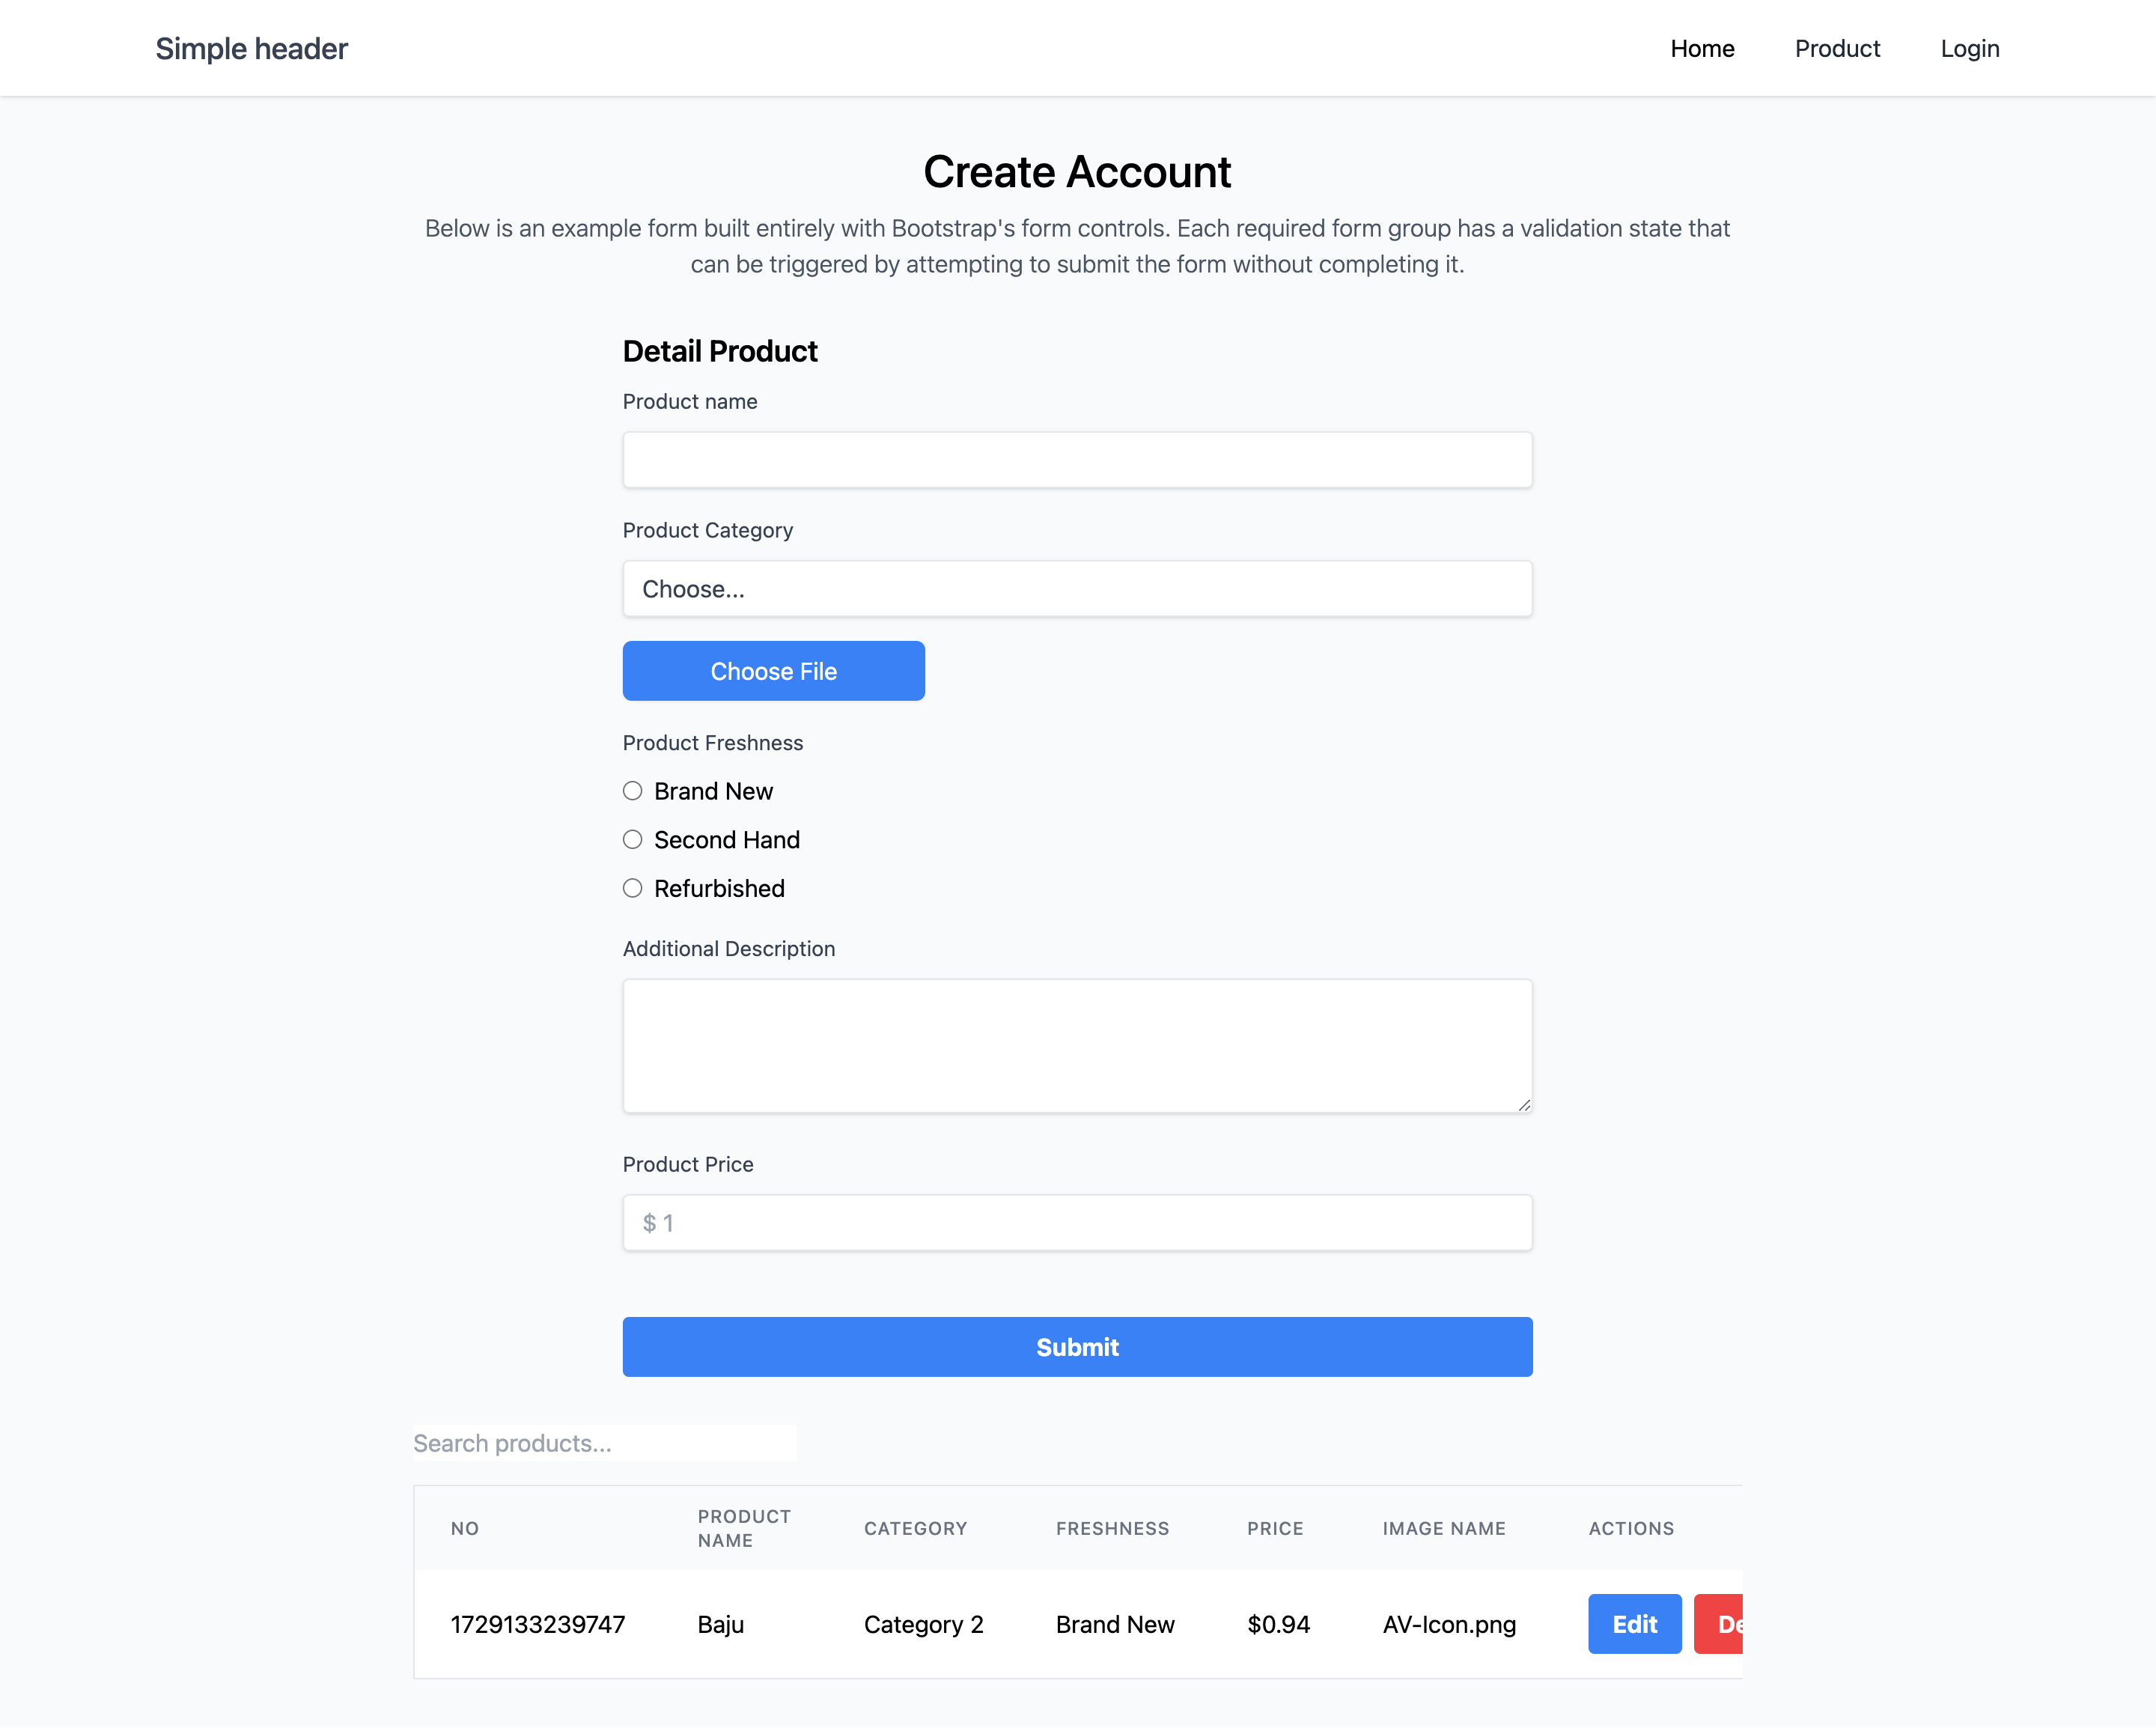 Simple header
Home
Product
Login
Create Account
Below is an example form built entirely with Bootstrap's form controls. Each required form group has a validation state that
can be triggered by attempting to submit the form without completing it.
Detail Product
Product name
Product Category
Choose...
Choose File
Product Freshness
Brand New
Second Hand
Refurbished
Additional Description
Product Price
$ 1
Submit
Search products...
NO PRODUCT NAME CATEGORY FRESHNESS PRICE IMAGE NAME ACTIONS
1729133239747 Baju Category 2 Brand New $0.94 AV-Icon.png Edit De